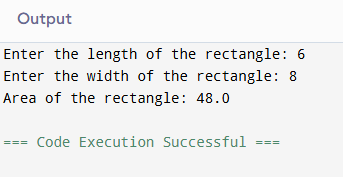 Output
Enter the length of the rectangle: 6
Enter the width of the rectangle: 8
Area of the rectangle: 48.0
=== Code Execution Successful ===